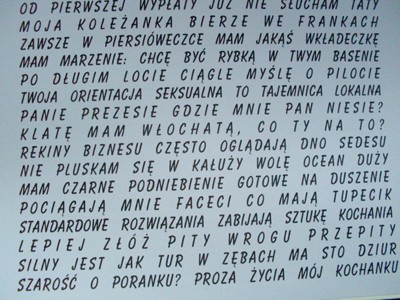 OD PIERWSZEJ WYPŁATY JUŻ NIE SŁUCHAM TATY
MOJA KOLEŻANKA BIERZE WE FRANKACH
ZAWSZE W PIERSIÓWECZCE MAM JAKĄŚ WKŁADECZKĘ
MAM MARZENIE: CHCĘ BYĆ RYBKĄ W TWYM BASENIE
PO DŁUGIM LOCIE CIĄGLE MYŚLĘ O PILOCIE
TWOJA ORIENTACJA SEKSUALNA TO TAJEMNICA LOKALNA
PANIE PREZESIE GDZIE MNIE PAN NIESIE?
KLATĘ MAM WŁOCHATĄ, CO TY NA TO?
REKINY BIZNESU CZĘSTO OGLĄDAJĄ DNO SEDESU
NIE PLUSKAM SIĘ W KAŁUŻY WOLĘ OCEAN DUŻY
MAM CZARNE PODNIEBIENIE GOTOWE NA DUSZENIE
POCIĄGAJĄ MNIE FACECI CO MAJĄ TUPECIK
STANDARDOWE ROZWIĄZANIA ZABIJAJĄ SZTUKĘ KOCHANIA
LEPIEJ ZŁÓŻ PITY WROGU PRZEPITY
SILNY JEST JAK TUR W ZĘBACH MA STO DZIUR
SZAROŚĆ O PORANKU? PROZA ŻYCIA MÓJ KOCHANKU